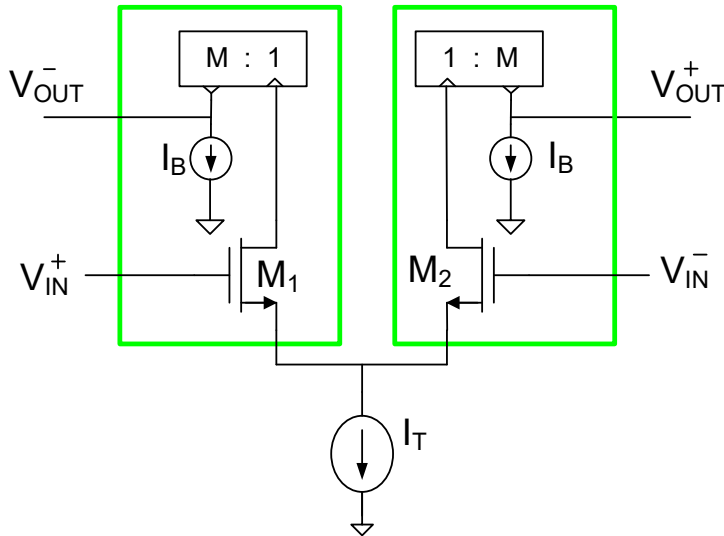 M : 1
1 : M
V_OUT^-
V_OUT^+
I_B
I_B
V_IN^+
M_1
M_2
V_IN^-
I_T